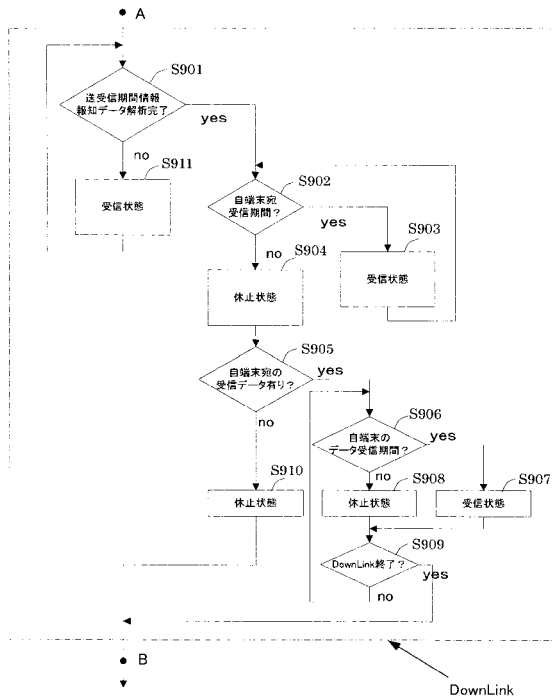 A
S901
送受信期間情報
報知データ解析完了
yes
no
S911
受信状態
S902
自端末宛
受信期間？
yes
no
S903
受信状態
S904
休止状態
S905
自端末宛の
受信データ有り？
yes
no
S906
自端末の
データ受信期間？
yes
no
S907
受信状態
S908
休止状態
S910
休止状態
S909
DownLink終了？
yes
no
B
DownLink